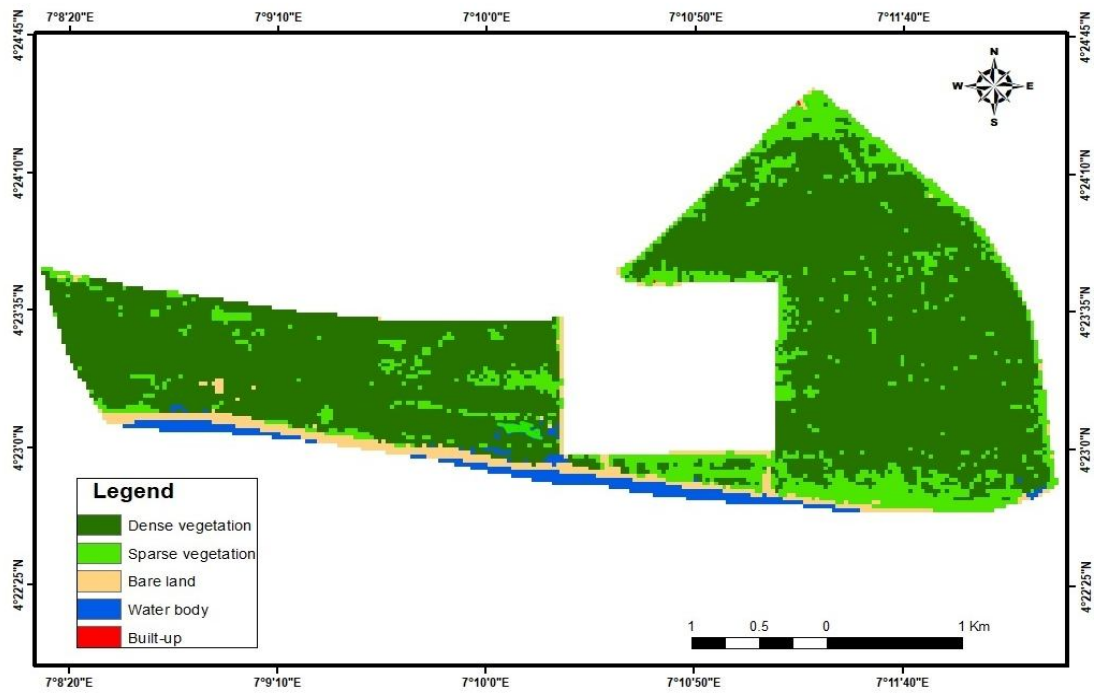 7°8'20"E 7°9'10"E 7°10'0"E 7°10'50"E 7°11'40"E
4°24'45"N 4°24'45"N
N
W E
S
4°24'10"N 4°24'10"N
4°23'35"N 4°23'35"N
4°23'0"N 4°23'0"N
Legend
Dense vegetation
Sparse vegetation
Bare land
Water body
Built-up
4°22'25"N 4°22'25"N
1 0.5 0 1 Km
7°8'20"E 7°9'10"E 7°10'0"E 7°10'50"E 7°11'40"E